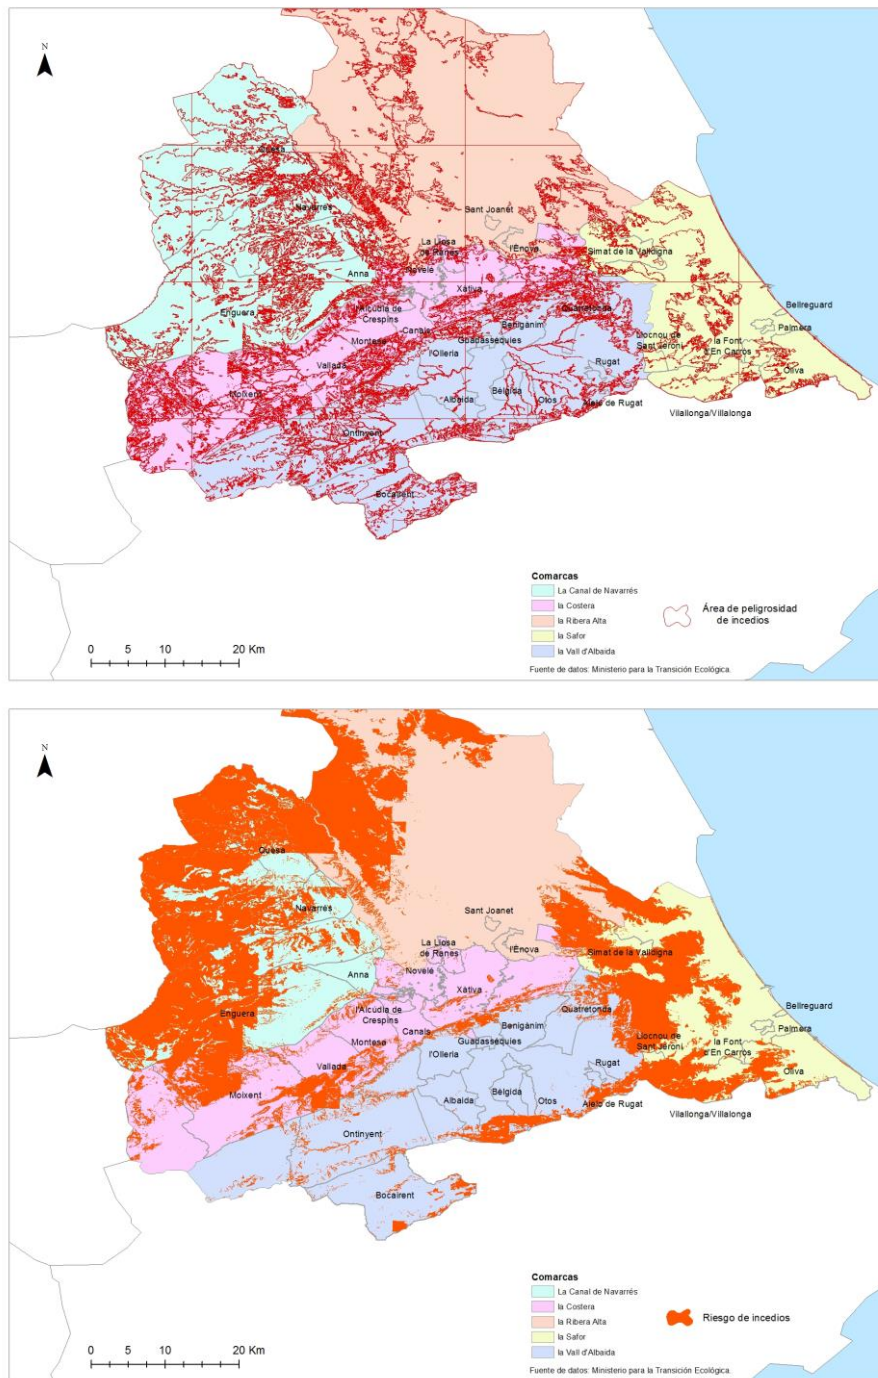 N
Quesa
Navarrés
Sant Joanet
La Llosa
de Ranes
l'Énova
Simat de la Valldigna
Novelé
Anna
Xàtiva
Bellreguard
Enguera
l'Alcúdia de
Crespins
Quatretonda
Palmera
Canals
Benigànim
Guadasséquies
Montesa
Llocnou de
Sant Jeroni
la Font
d'En Carròs
l'Olleria
Vallada
Rugat
Oliva
Moixent
Albaida
Bèlgida
Otos
Aielo de Rugat
Vilallonga/Villalonga
Ontinyent
Bocairent
Comarcas
La Canal de Navarrés
la Costera
la Ribera Alta
la Safor
la Vall d'Albaida
Área de peligrosidad
de incedios
0 5 10 20 Km
Fuente de datos: Ministerio para la Transición Ecológica.
N
Quesa
Navarrés
Sant Joanet
La Llosa
de Ranes
l'Énova
Simat de la Valldigna
Novelé
Anna
Xàtiva
Bellreguard
Enguera
l'Alcúdia de
Crespins
Quatretonda
Palmera
Canals
Benigànim
Guadasséquies
Montesa
Llocnou de
Sant Jeroni
la Font
d'En Carròs
l'Olleria
Vallada
Rugat
Oliva
Moixent
Albaida
Bèlgida
Otos
Aielo de Rugat
Vilallonga/Villalonga
Ontinyent
Bocairent
Comarcas
La Canal de Navarrés
la Costera
la Ribera Alta
la Safor
la Vall d'Albaida
Riesgo de incedios
0 5 10 20 Km
Fuente de datos: Ministerio para la Transición Ecológica.